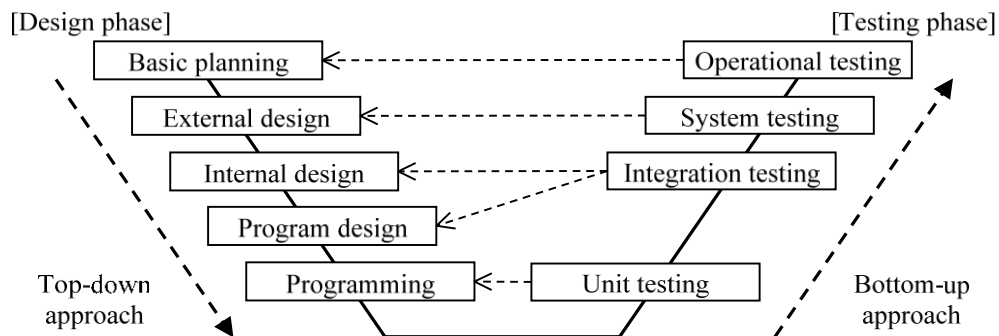 [Design phase]
[Testing phase]
Basic planning
Operational testing
External design
System testing
Internal design
Integration testing
Program design
Programming
Unit testing
Top-down
approach
Bottom-up
approach